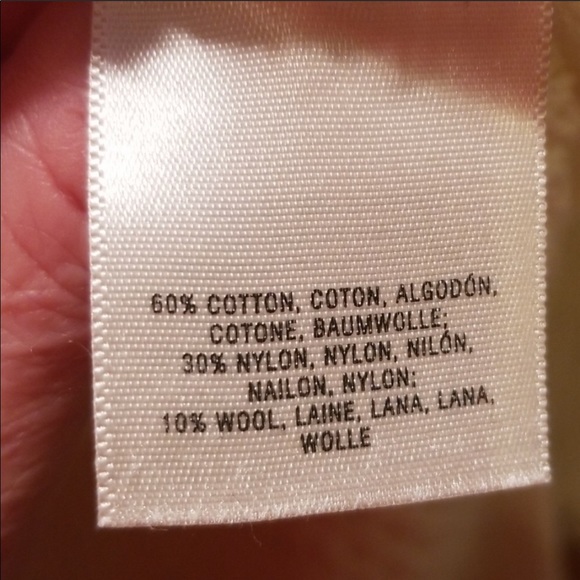 60% COTTON, COTON, ALGODÓN,
COTONE, BAUMWOLLE;
30% NYLON, NYLON, NILÓN,
NAILON, NYLON;
10% WOOL, LAINE, LANA, LANA,
WOLLE